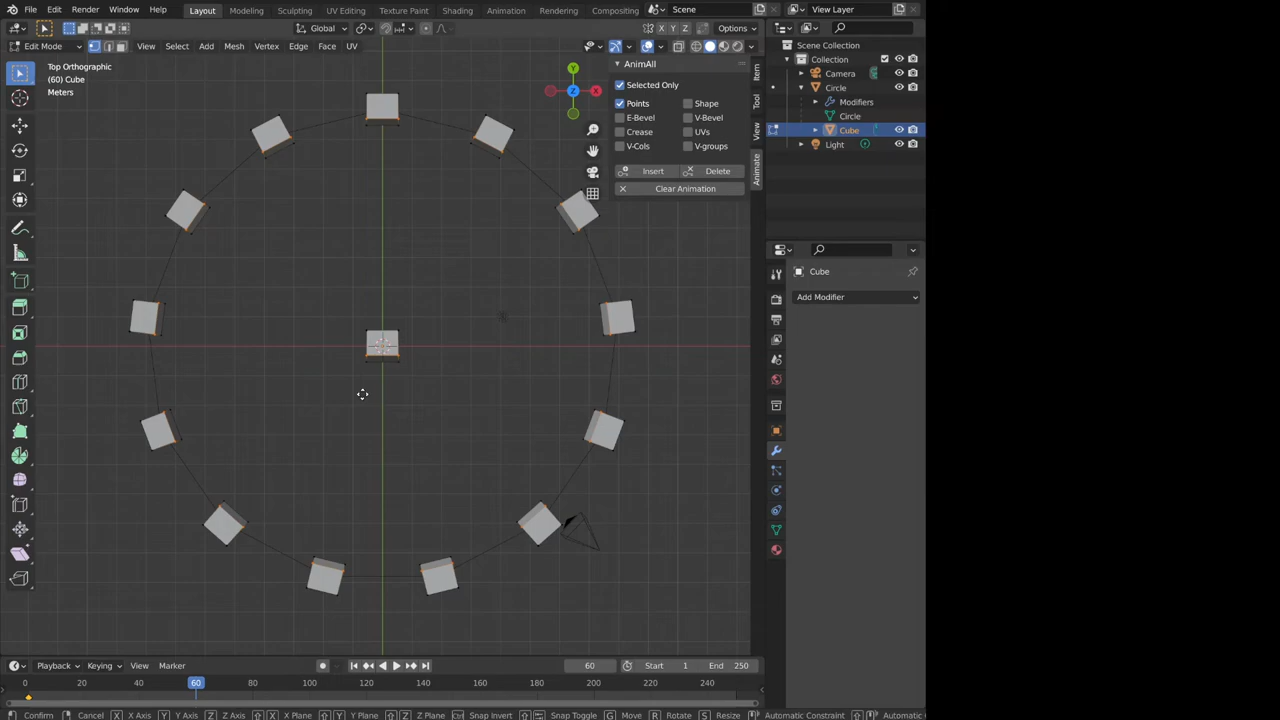 File Edit Render Window Help Layout Modeling Sculpting UV Editing Texture Paint Shading Animation Rendering Compositing Scene View Layer
Global Options
Edit Mode View Select Add Mesh Vertex Edge Face UV
Top Orthographic
(60) Cube
Meters
Y
Z
X
AnimAll
Selected Only
Points Shape
E-Bevel V-Bevel
Crease UVs
V-Cols V-groups
Insert Delete
Clear Animation
Item
Tool
View
Animate
Scene Collection
Collection
Camera
Circle
Modifiers
Circle
Cube
Light
Cube
Add Modifier
Playback Keying View Marker 60 Start 1 End 250
0 20 40 60 80 100 120 140 160 180 200 220 240
Confirm Cancel X X Axis Y Y Axis Z Z Axis X X Plane Y Y Plane Z Z Plane Snap Invert Snap Toggle G Move R Rotate S Resize Automatic Constraint Automatic